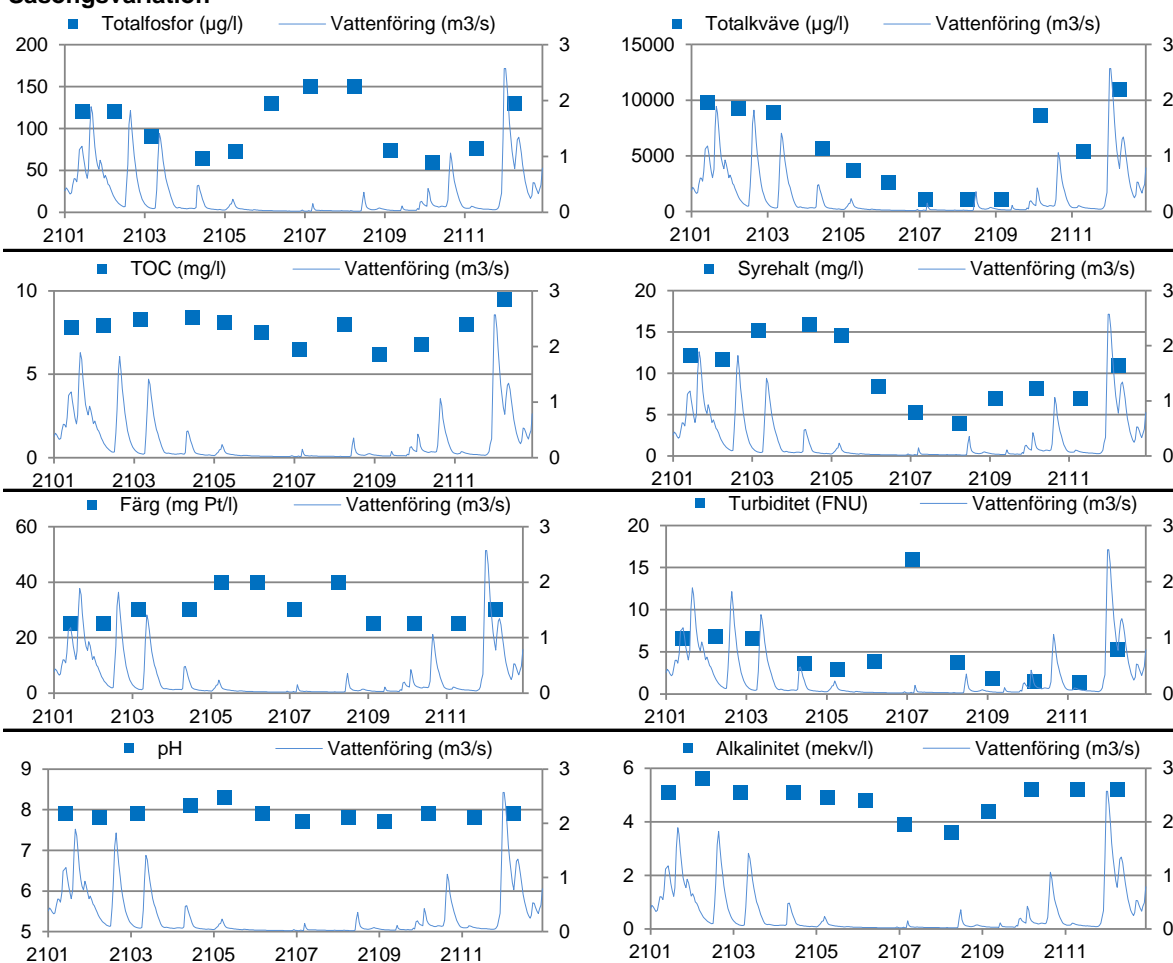 Säsongsvariation
Totalfosfor (µg/l) Vattenföring (m3/s)
200 3
150 2
100
50 1
0 0
2101 2103 2105 2107 2109 2111
Totalkväve (µg/l) Vattenföring (m3/s)
15000 3
10000 2
5000 1
0 0
2101 2103 2105 2107 2109 2111
TOC (mg/l) Vattenföring (m3/s)
10 3
2
5
1
0 0
2101 2103 2105 2107 2109 2111
Syrehalt (mg/l) Vattenföring (m3/s)
20 3
15 2
10
5 1
0 0
2101 2103 2105 2107 2109 2111
Färg (mg Pt/l) Vattenföring (m3/s)
60 3
40 2
20 1
0 0
2101 2103 2105 2107 2109 2111
Turbiditet (FNU) Vattenföring (m3/s)
20 3
15 2
10
5 1
0 0
2101 2103 2105 2107 2109 2111
pH Vattenföring (m3/s)
9 3
8 2
7
6 1
5 0
2101 2103 2105 2107 2109 2111
Alkalinitet (mekv/l) Vattenföring (m3/s)
6 3
4 2
2 1
0 0
2101 2103 2105 2107 2109 2111